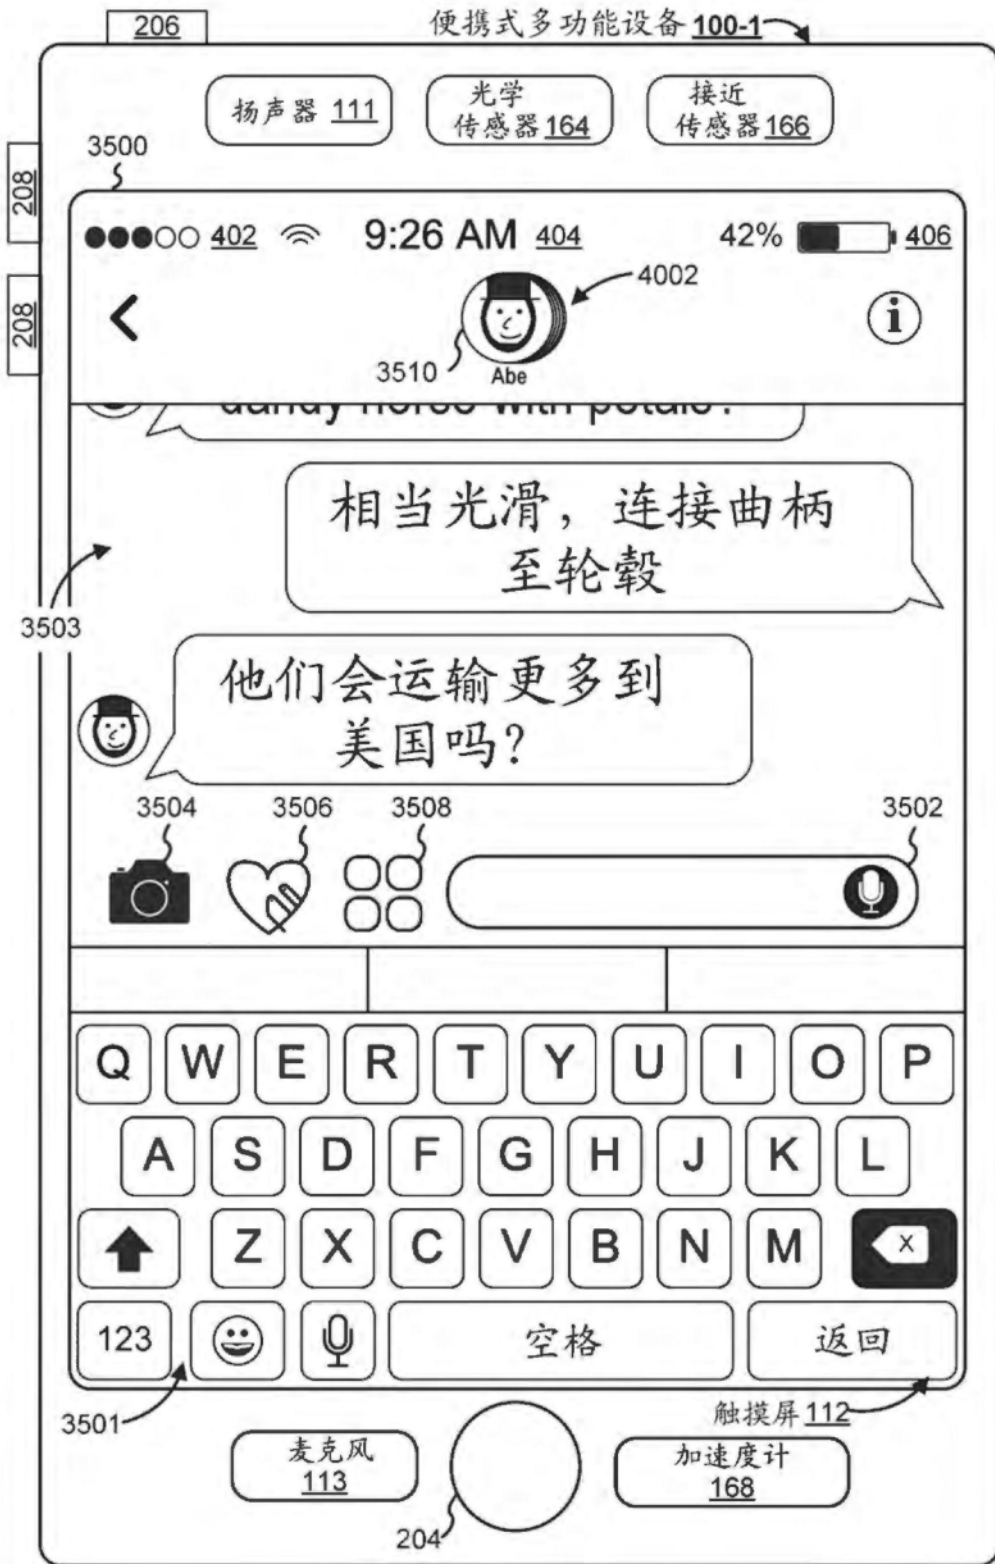 206
便携式多功能设备 100-1
扬声器 111
光学
传感器 164
接近
传感器 166
208
208
3500
402
9:26 AM 404
42%
406
4002
3510
Abe
i
dandy horse with petals?
相当光滑，连接曲柄
至轮毂
3503
他们会运输更多到
美国吗？
3504
3506
3508
3502
Q W E R T Y U I O P
A S D F G H J K L
Z X C V B N M X
123
空格
返回
3501
触摸屏 112
麦克风
113
加速度计
168
204